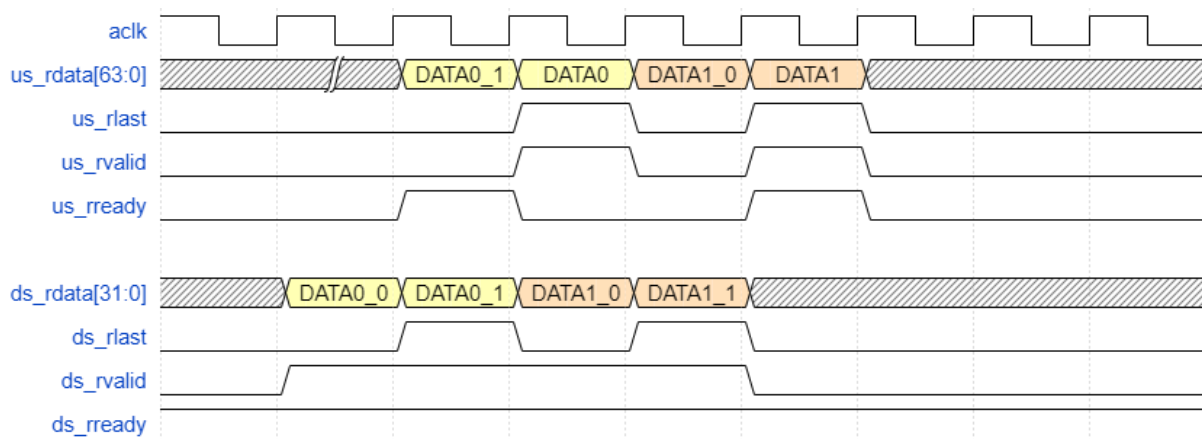 aclk
us_rdata[63:0] DATA0_1 DATA0 DATA1_0 DATA1
us_rlast
us_rvalid
us_rready
ds_rdata[31:0] DATA0_0 DATA0_1 DATA1_0 DATA1_1
ds_rlast
ds_rvalid
ds_rready